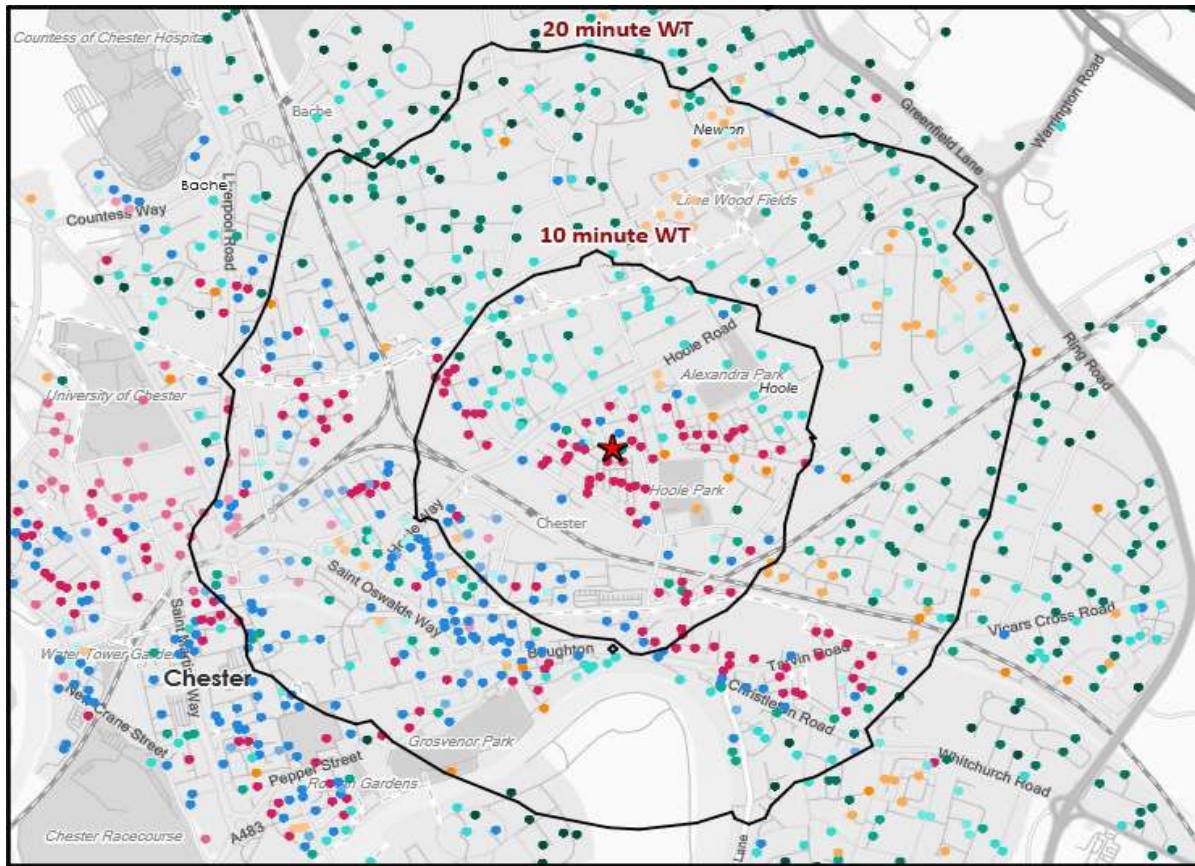 20 minute WT
Countess of Chester Hospital
Warrington Road
Bache
Greenfield Lane
Newton
Bache
Liverpool Road
Lime Wood Fields
Countess Way
10 minute WT
Ring Road
Hoole Road
Alexandra Park
Hoole
University of Chester
Hoole Park
Chester
Saint Oswalds Way
Vicars Cross Road
Saint Martins Way
Water Tower Gardens
Boughton
Tarvin Road
Chester
Christleton Road
New Crane Street
Grosvenor Park
Pepper Street
Whitchurch Road
Roman Gardens
A483
Chester Racecourse
Lane